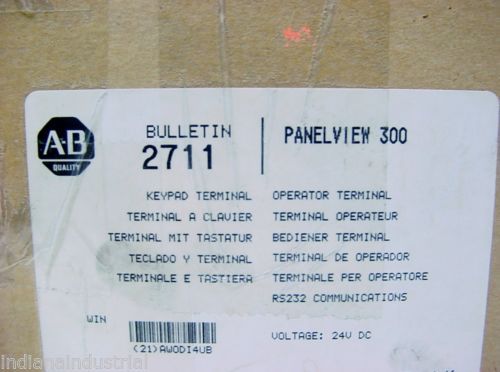 A-B
QUALITY
BULLETIN
2711
PANELVIEW 300
KEYPAD TERMINAL OPERATOR TERMINAL
TERMINAL A CLAVIER TERMINAL OPERATEUR
TERMINAL MIT TASTATUR BEDIENER TERMINAL
TECLADO Y TERMINAL TERMINAL DE OPERADOR
TERMINALE E TASTIERA TERMINALE PER OPERATORE
RS232 COMMUNICATIONS
WIN
(21)AWODI4VB
VOLTAGE: 24V DC
indianaindustrial